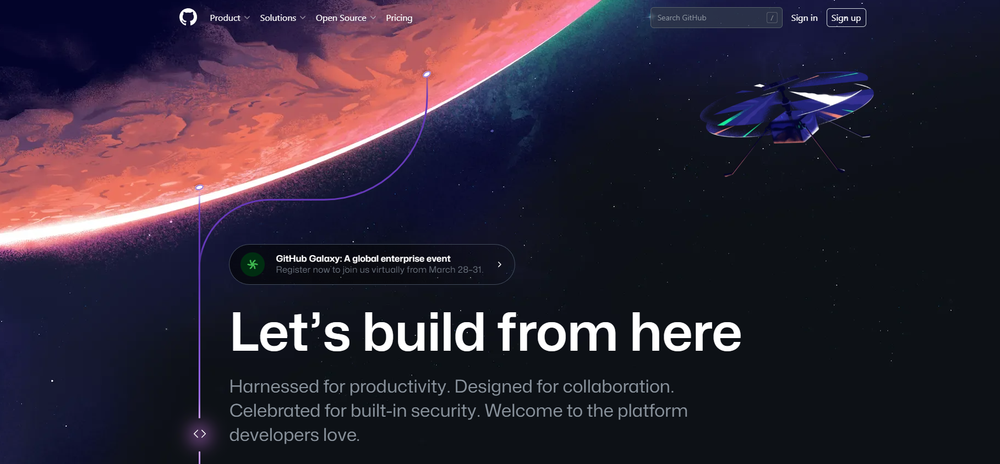 Product
Solutions
Open Source
Pricing
Search GitHub
/
Sign in
Sign up
GitHub Galaxy: A global enterprise event
Register now to join us virtually from March 28–31.
Let’s build from here
Harnessed for productivity. Designed for collaboration.
Celebrated for built-in security. Welcome to the platform
developers love.